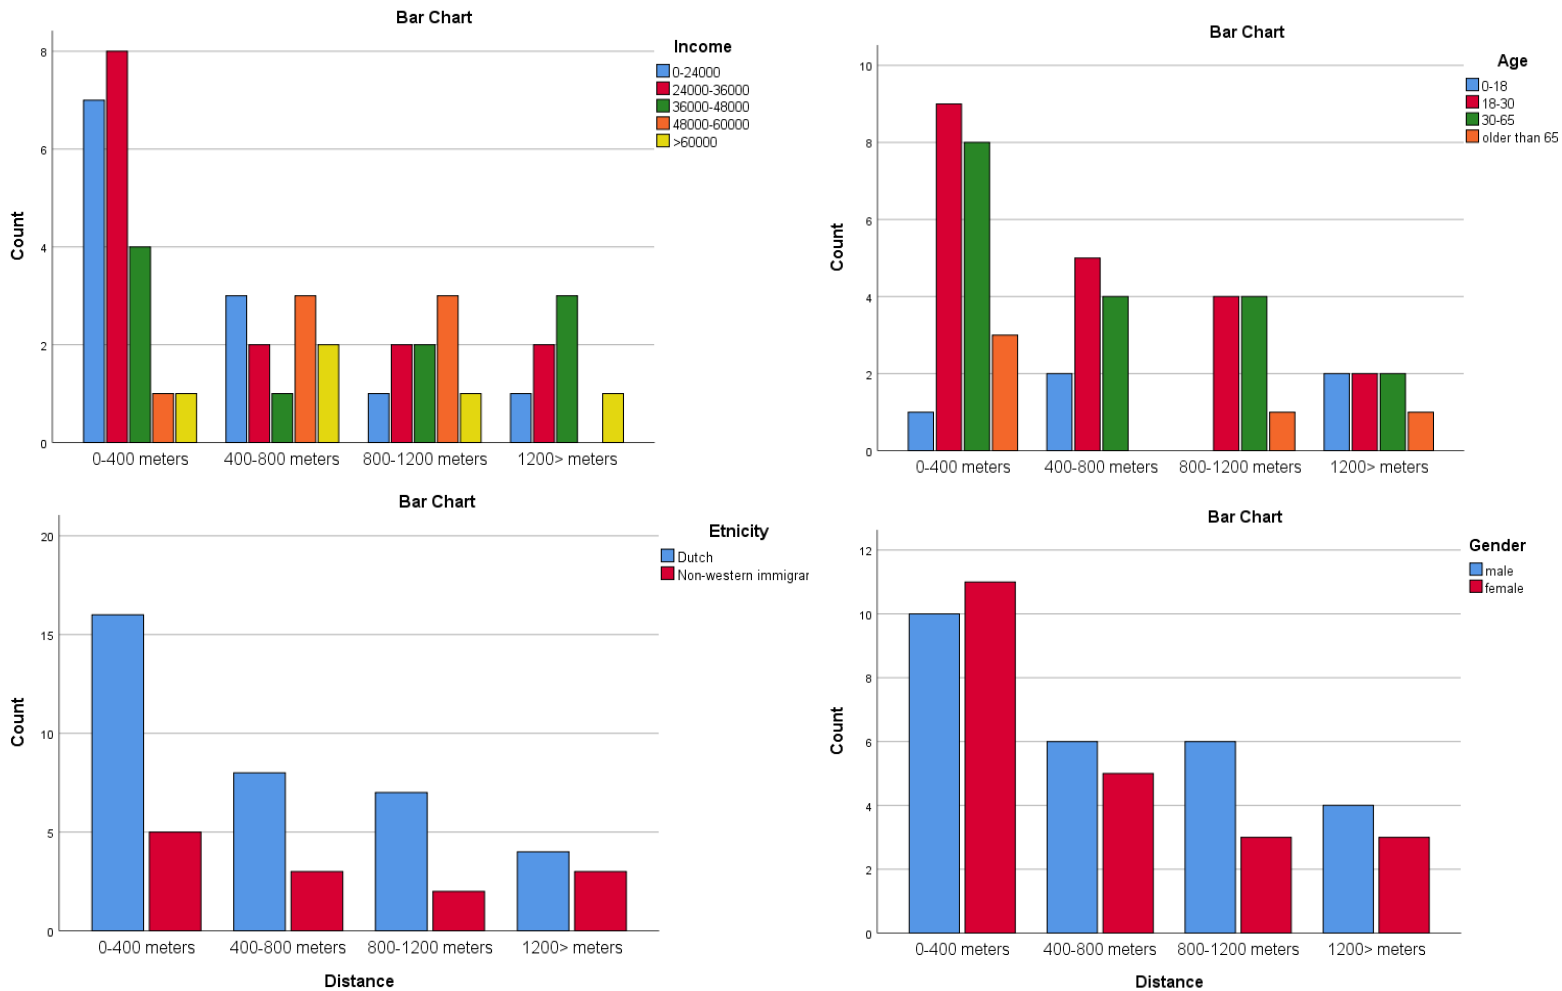 Bar Chart
Income
0-24000
24000-36000
36000-48000
48000-60000
>60000
8
6
4
2
0
Count
0-400 meters
400-800 meters
800-1200 meters
1200> meters
Bar Chart
Age
0-18
18-30
30-65
older than 65
10
8
6
4
2
0
Count
0-400 meters
400-800 meters
800-1200 meters
1200> meters
Bar Chart
Etnicity
Dutch
Non-western immigrar
20
15
10
5
0
Count
0-400 meters
400-800 meters
800-1200 meters
1200> meters
Distance
Bar Chart
Gender
male
female
12
10
8
6
4
2
0
Count
0-400 meters
400-800 meters
800-1200 meters
1200> meters
Distance